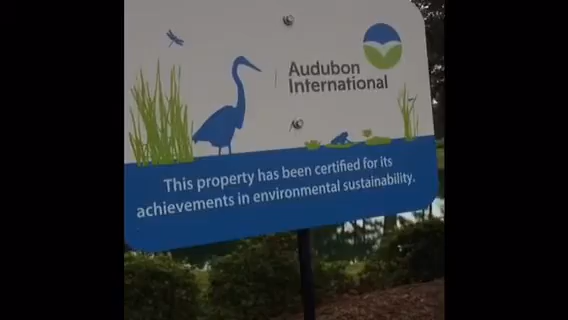 Audubon
International
This property has been certified for its
achievements in environmental sustainability.